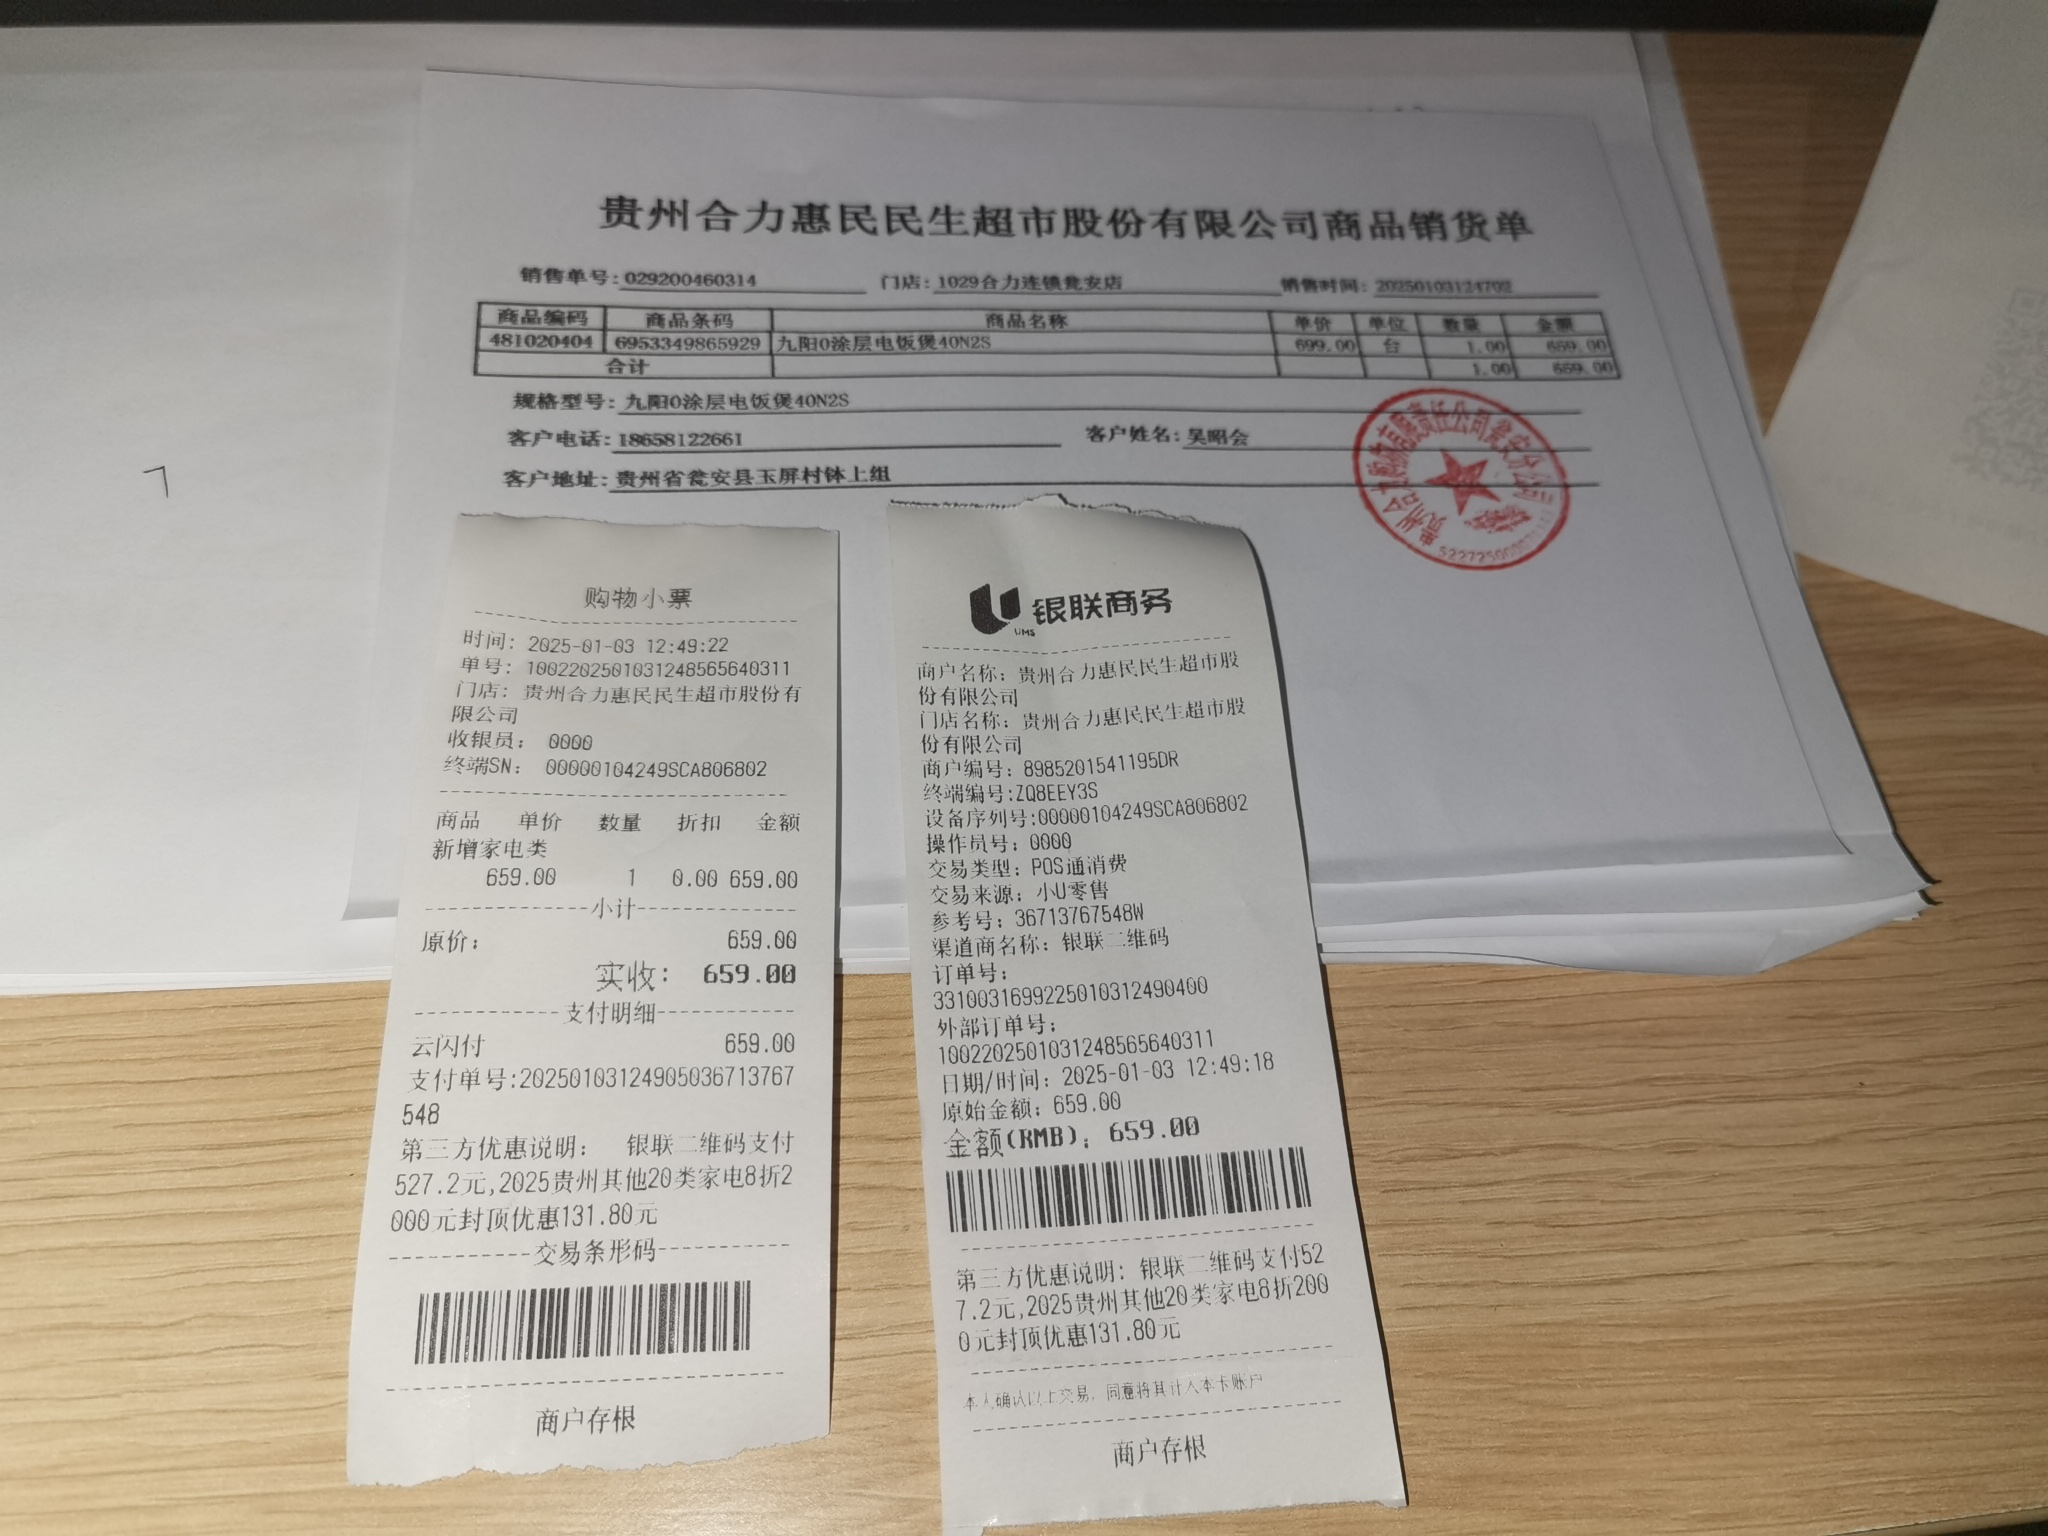 贵州合力惠民民生超市股份有限公司商品销货单
销售单号：029200460314 门店：1029合力连锁瓮安店 销售时间：20250103124702
商品编码 商品条码 商品名称 单价 单位 数量 金额
481020404 6953349865929 九阳0涂层电饭煲40N2S 699.00 台 1.00 659.00
合计 1.00 659.00
规格型号：九阳0涂层电饭煲40N2S
客户电话：18658122661 客户姓名：吴昭会
客户地址：贵州省瓮安县玉屏村钵上组
购物小票
时间：2025-01-03 12:49:22
单号：1002202501031248565640311
门店：贵州合力惠民民生超市股份有
限公司
收银员： 0000
终端SN： 00000104249SCA806802
商品 单价 数量 折扣 金额
新增家电类
659.00 1 0.00 659.00
小计
原价： 659.00
实收： 659.00
支付明细
云闪付 659.00
支付单号:20250103124905036713767
548
第三方优惠说明： 银联二维码支付
527.2元,2025贵州其他20类家电8折2
000元封顶优惠131.80元
交易条形码
商户存根
银联商务
UMS
商户名称：贵州合力惠民民生超市股
份有限公司
门店名称：贵州合力惠民民生超市股
份有限公司
商户编号：8985201541195DR
终端编号:ZQ8EEY3S
设备序列号:00000104249SCA806802
操作员号：0000
交易类型：POS通消费
交易来源：小U零售
参考号：36713767548W
渠道商名称：银联二维码
订单号：
3310031699225010312490400
外部订单号：
1002202501031248565640311
日期/时间：2025-01-03 12:49:18
原始金额：659.00
金额(RMB)：659.00
第三方优惠说明：银联二维码支付52
7.2元,2025贵州其他20类家电8折200
0元封顶优惠131.80元
本人确认以上交易，同意将其计入本卡账户
商户存根